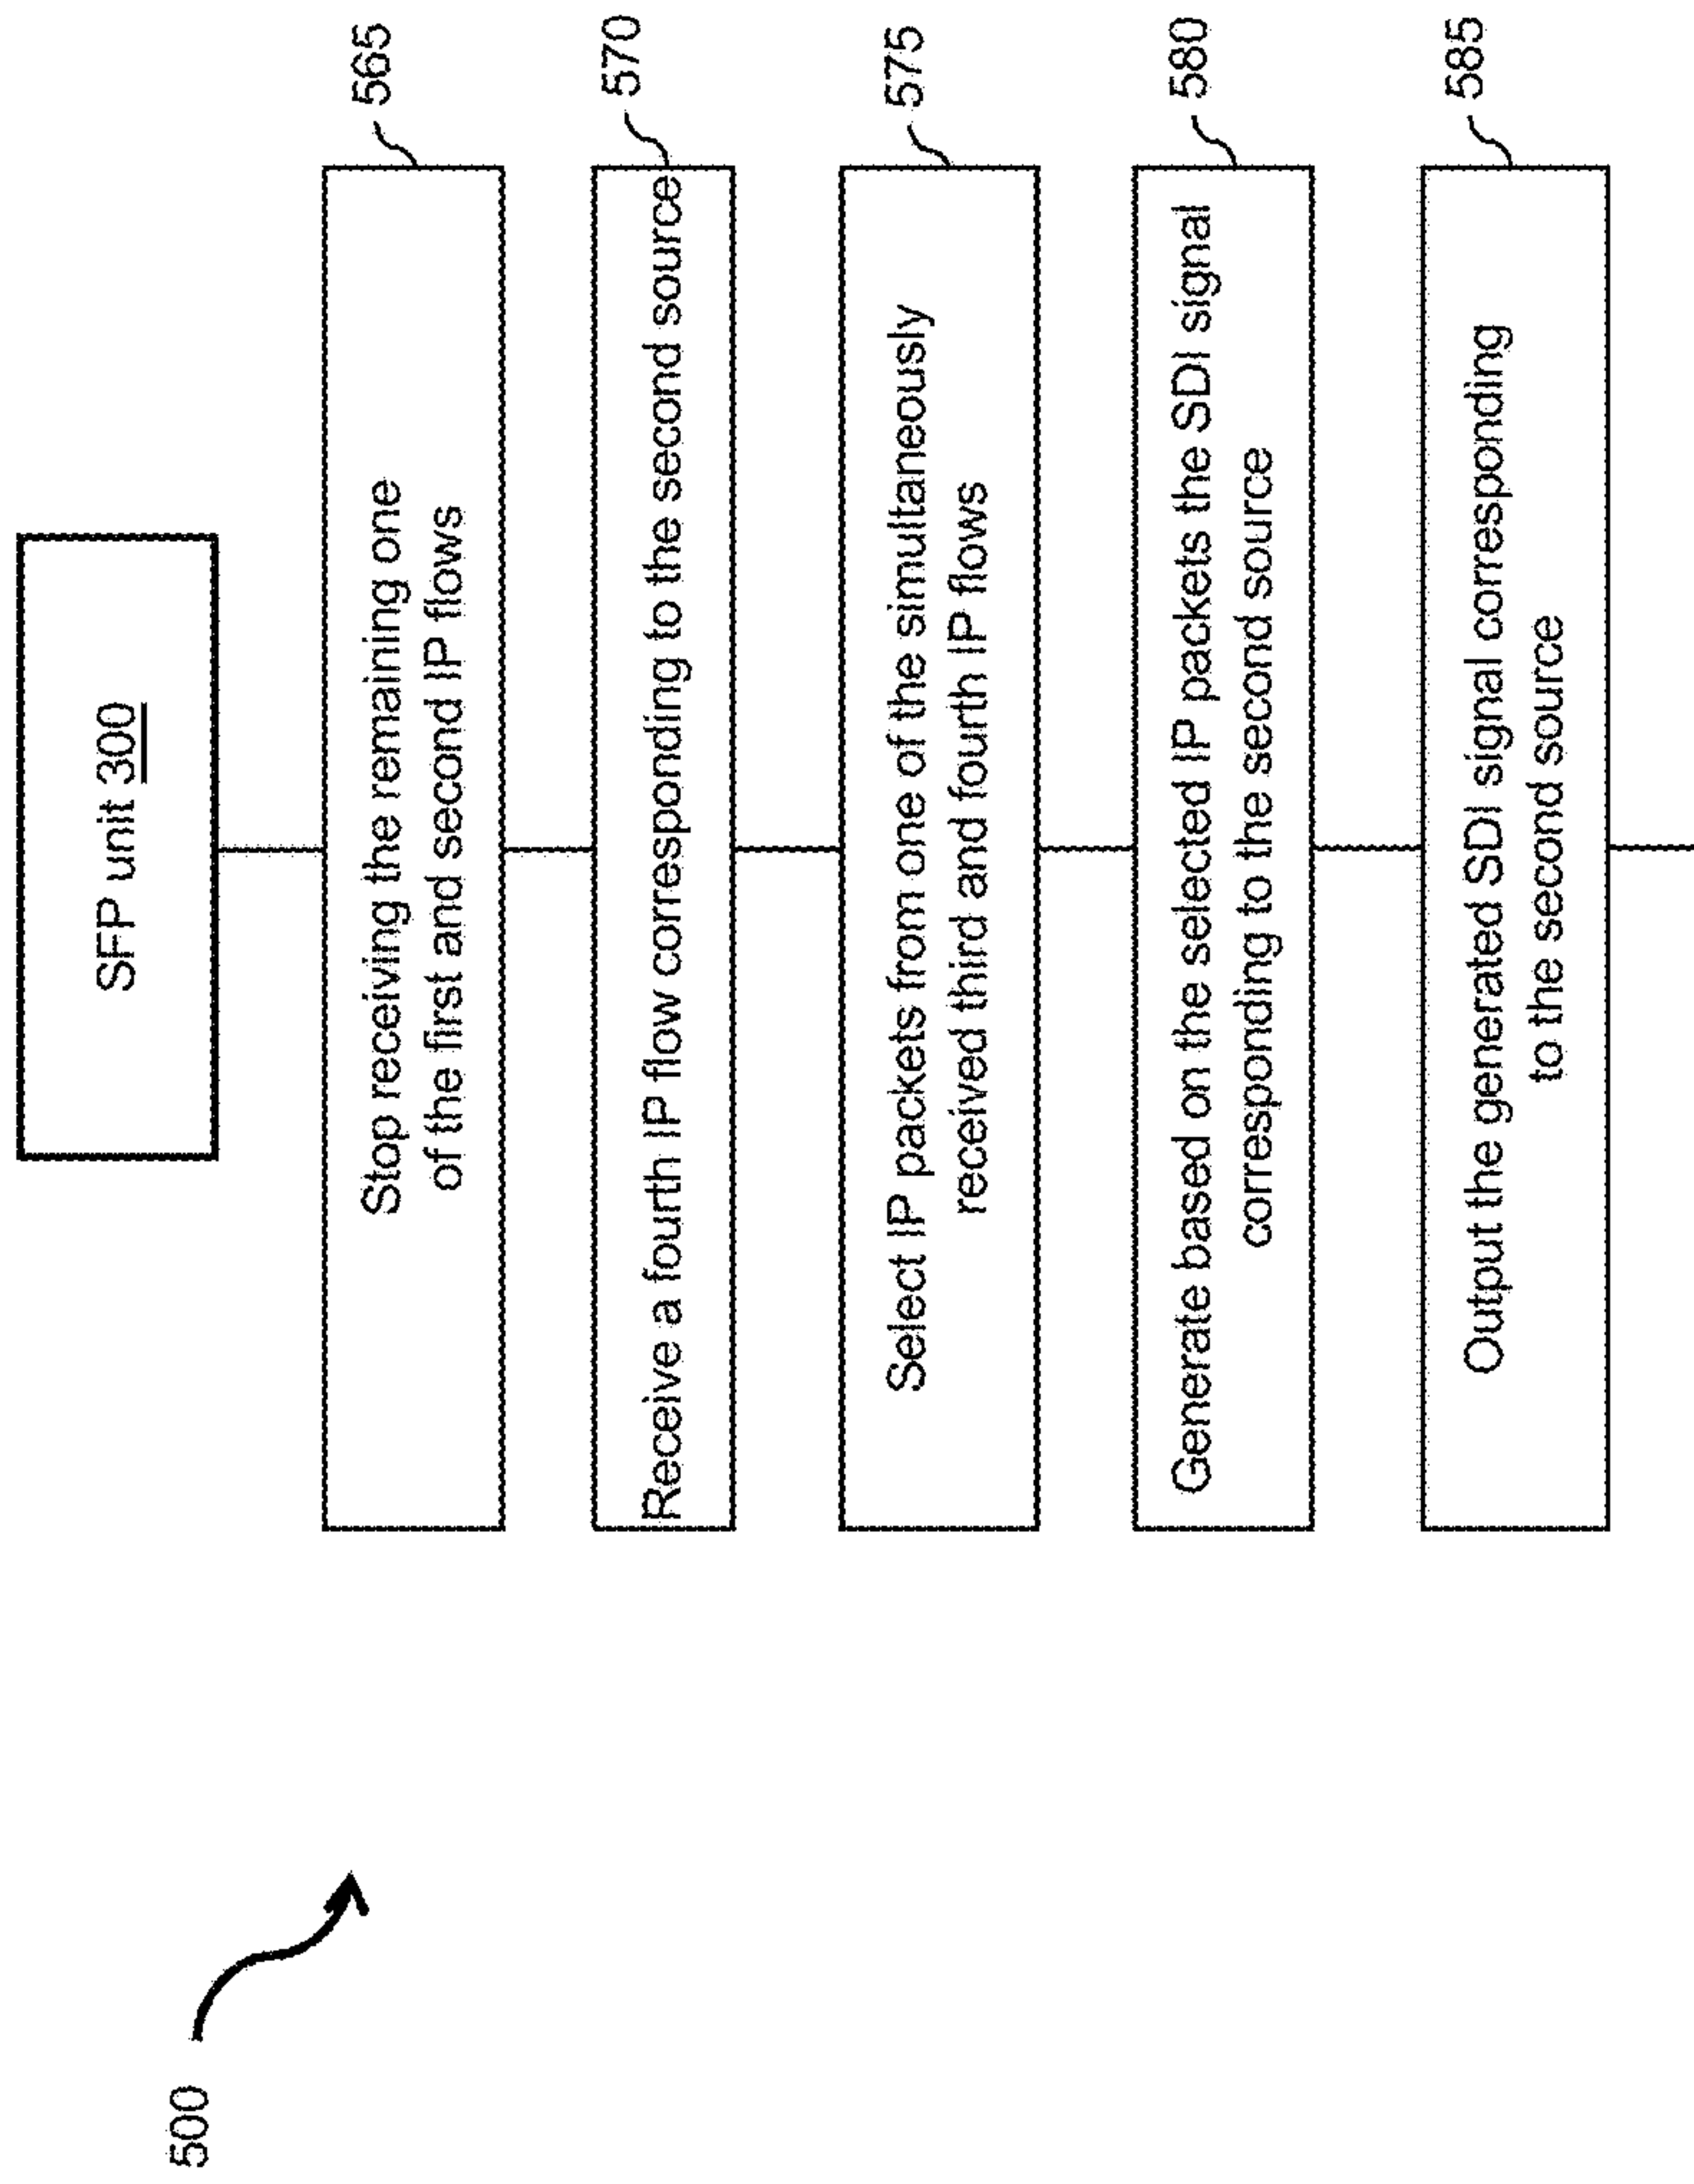 SFP unit 300
Stop receiving the remaining one
of the first and second IP flows
565
Receive a fourth IP flow corresponding to the second source
570
Select IP packets from one of the simultaneously
received third and fourth IP flows
575
Generate based on the selected IP packets the SDI signal
corresponding to the second source
580
Output the generated SDI signal corresponding
to the second source
585
500